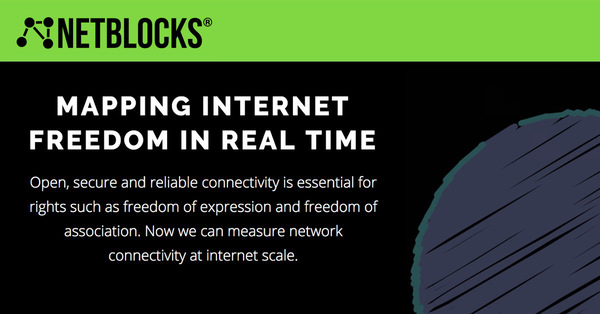 NETBLOCKS®
MAPPING INTERNET
FREEDOM IN REAL TIME
Open, secure and reliable connectivity is essential for
rights such as freedom of expression and freedom of
association. Now we can measure network
connectivity at internet scale.